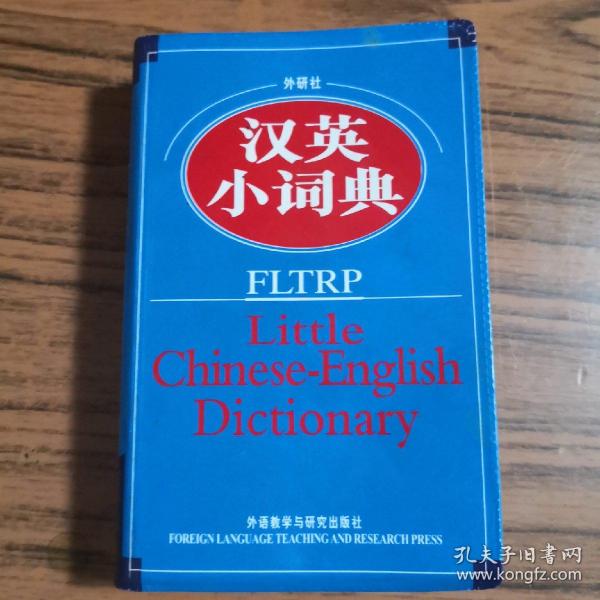 外研社
汉英
小词典
FLTRP
Little
Chinese-English
Dictionary
外语教学与研究出版社
FOREIGN LANGUAGE TEACHING AND RESEARCH PRESS
孔夫子旧书网
www.kongfz.com